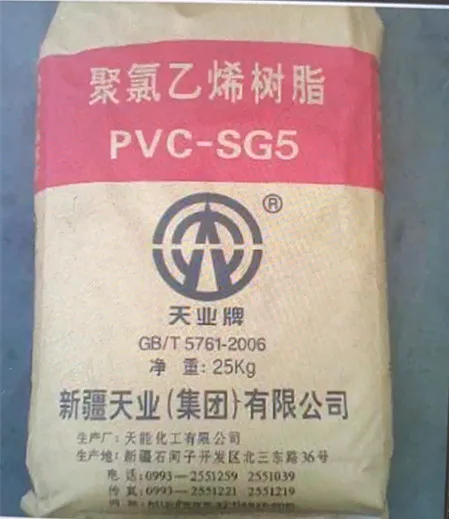 聚氯乙烯树脂
PVC-SG5
®
天业牌
GB/T 5761-2006
净 重: 25Kg
新疆天业(集团)有限公司
生产厂: 天能化工有限公司
生产地: 新疆石河子开发区北三东路36号
电 话: 0993-2551259 2551039
传 真: 0993-2551221 2551219